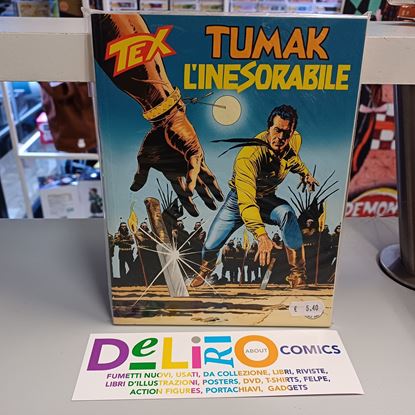 TEX
TUMAK
L'INESORABILE
€ 5,40
DeLiRiO
ABOUT
COMICS
FUMETTI NUOVI, USATI, DA COLLEZIONE, LIBRI, RIVISTE,
LIBRI D'ILLUSTRAZIONI, POSTERS, DVD, T-SHIRTS, FELPE,
ACTION FIGURES, PORTACHIAVI, GADGETS
DEMON